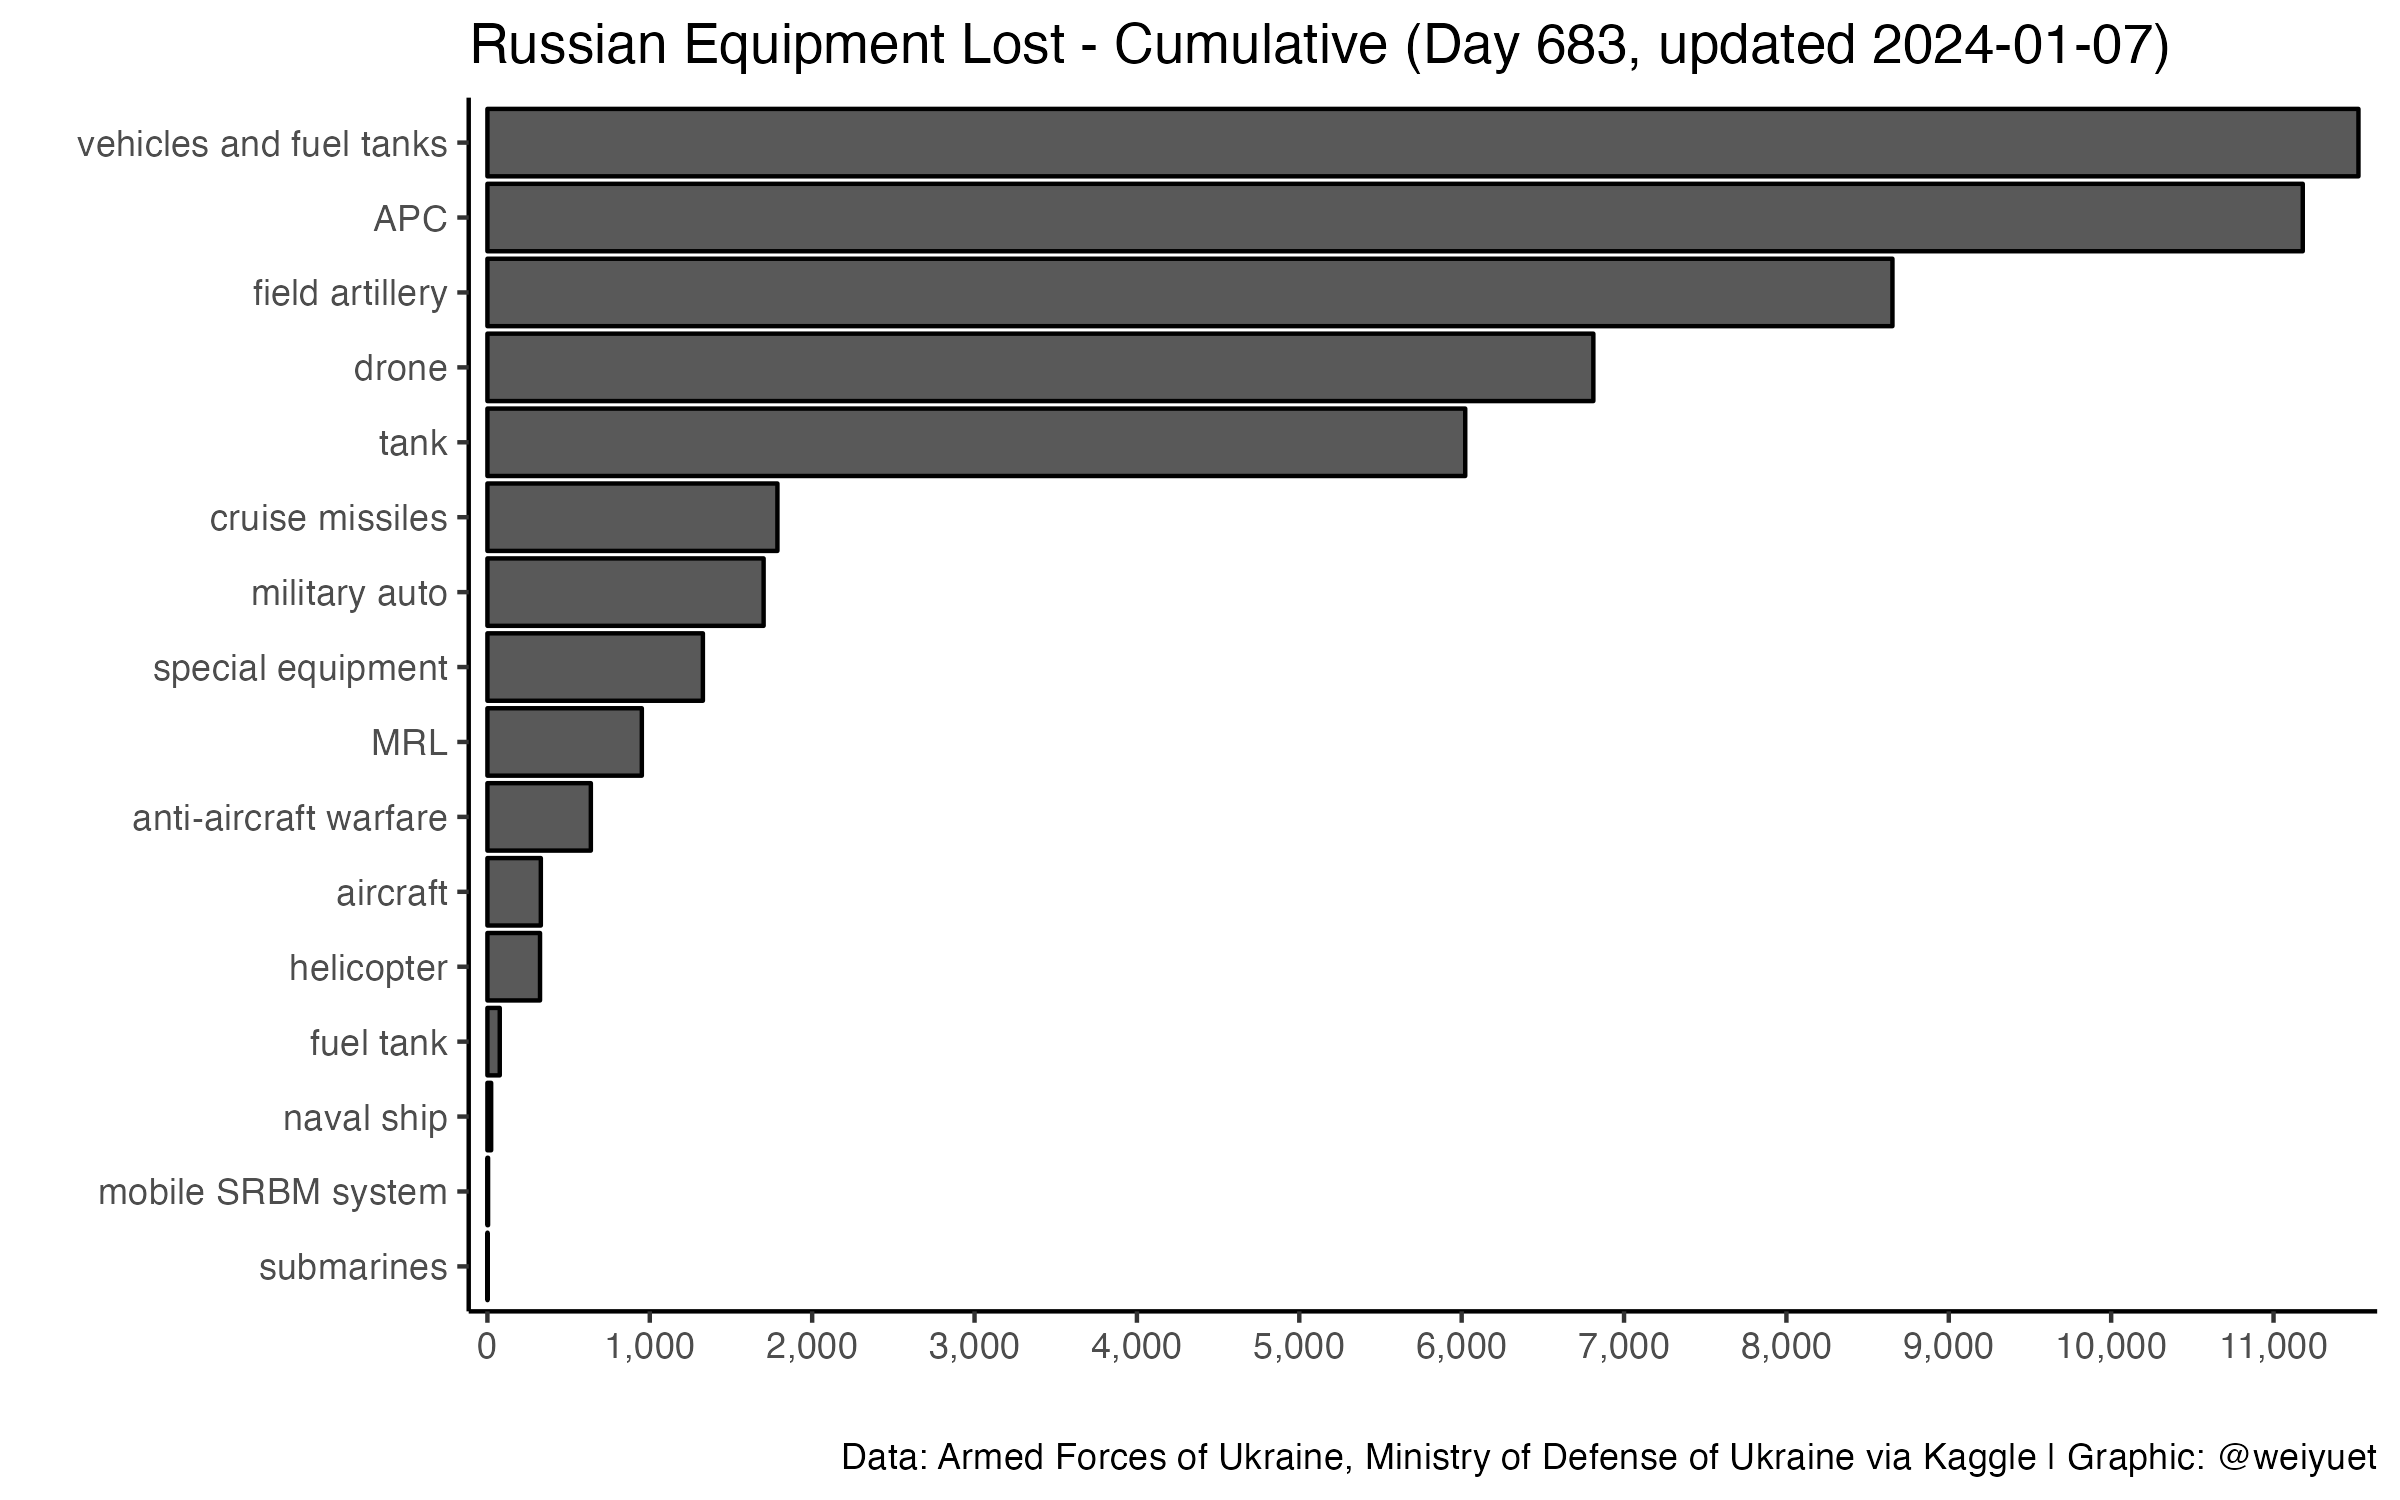 Russian Equipment Lost - Cumulative (Day 683, updated 2024-01-07)
vehicles and fuel tanks
APC
field artillery
drone
tank
cruise missiles
military auto
special equipment
MRL
anti-aircraft warfare
aircraft
helicopter
fuel tank
naval ship
mobile SRBM system
submarines
0 1,000 2,000 3,000 4,000 5,000 6,000 7,000 8,000 9,000 10,000 11,000
Data: Armed Forces of Ukraine, Ministry of Defense of Ukraine via Kaggle | Graphic: @weiyuet